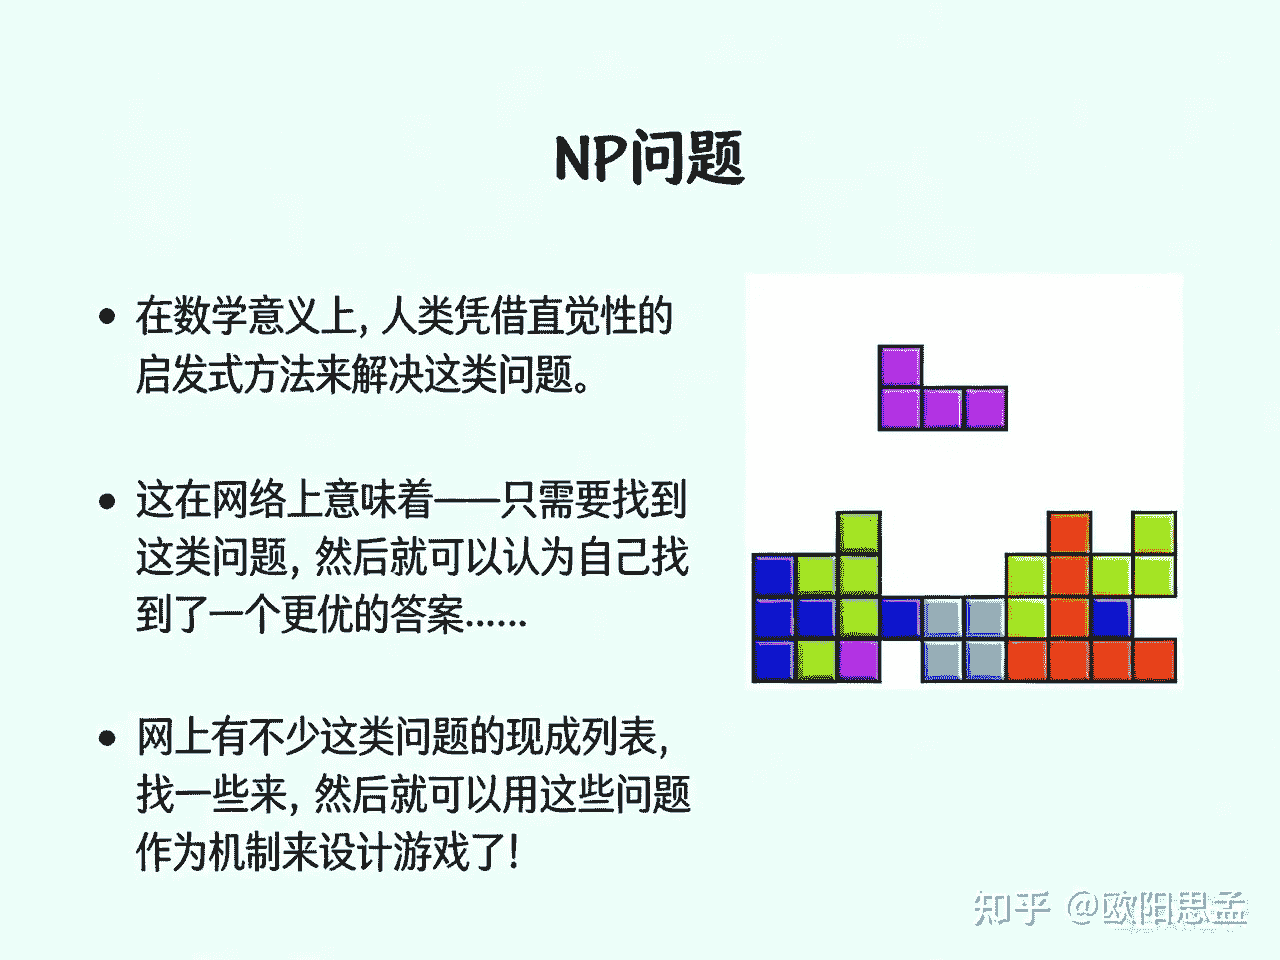 NP问题
• 在数学意义上, 人类凭借直觉性的
启发式方法来解决这类问题。
• 这在网络上意味着——只需要找到
这类问题, 然后就可以认为自己找
到了一个更优的答案……
• 网上有不少这类问题的现成列表,
找一些来, 然后就可以用这些问题
作为机制来设计游戏了!
知乎 @欧阳思孟